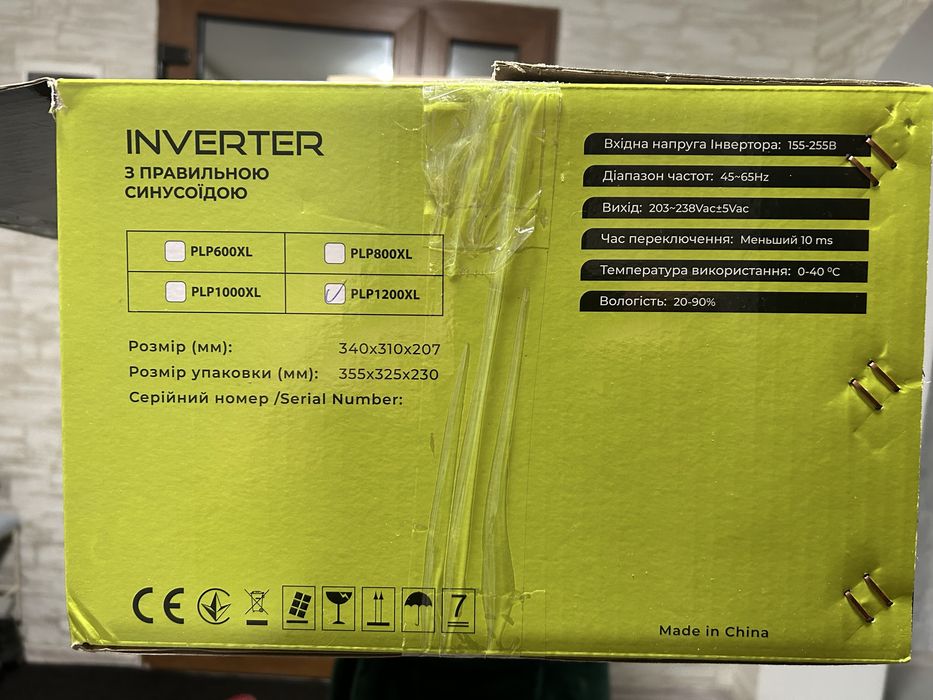 INVERTER
З ПРАВИЛЬНОЮ
СИНУСОЇДОЮ
PLP600XL
PLP800XL
PLP1000XL
PLP1200XL
Розмір (мм): 340x310x207
Розмір упаковки (мм): 355x325x230
Серійний номер /Serial Number:
Вхідна напруга Інвертора: 155-255В
Діапазон частот: 45~65Hz
Вихід: 203~238Vac±5Vac
Час переключення: Меньший 10 ms
Температура використання: 0-40 ⁰C
Вологість: 20-90%
CE
7
Made in China